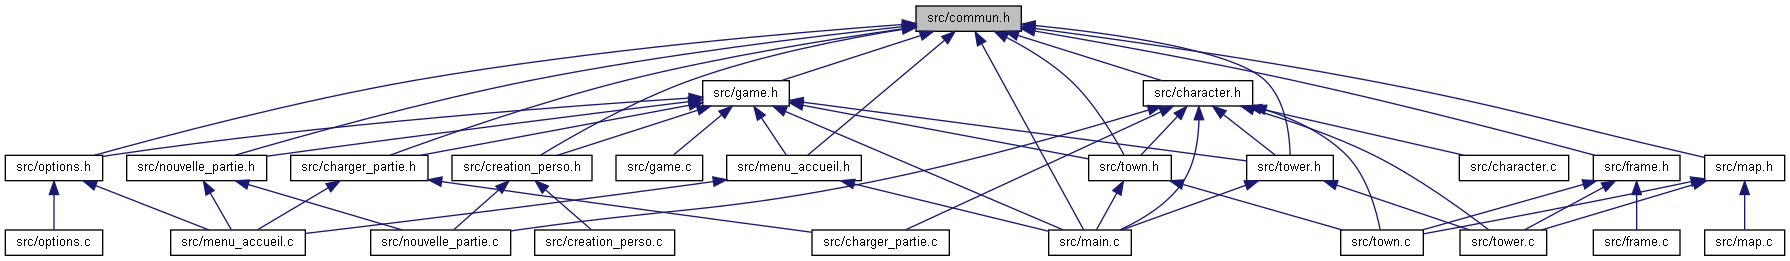 src/commun.h
src/game.h
src/character.h
src/options.h
src/nouvelle_partie.h
src/charger_partie.h
src/creation_perso.h
src/game.c
src/menu_accueil.h
src/town.h
src/tower.h
src/character.c
src/frame.h
src/map.h
src/options.c
src/menu_accueil.c
src/nouvelle_partie.c
src/creation_perso.c
src/charger_partie.c
src/main.c
src/town.c
src/tower.c
src/frame.c
src/map.c